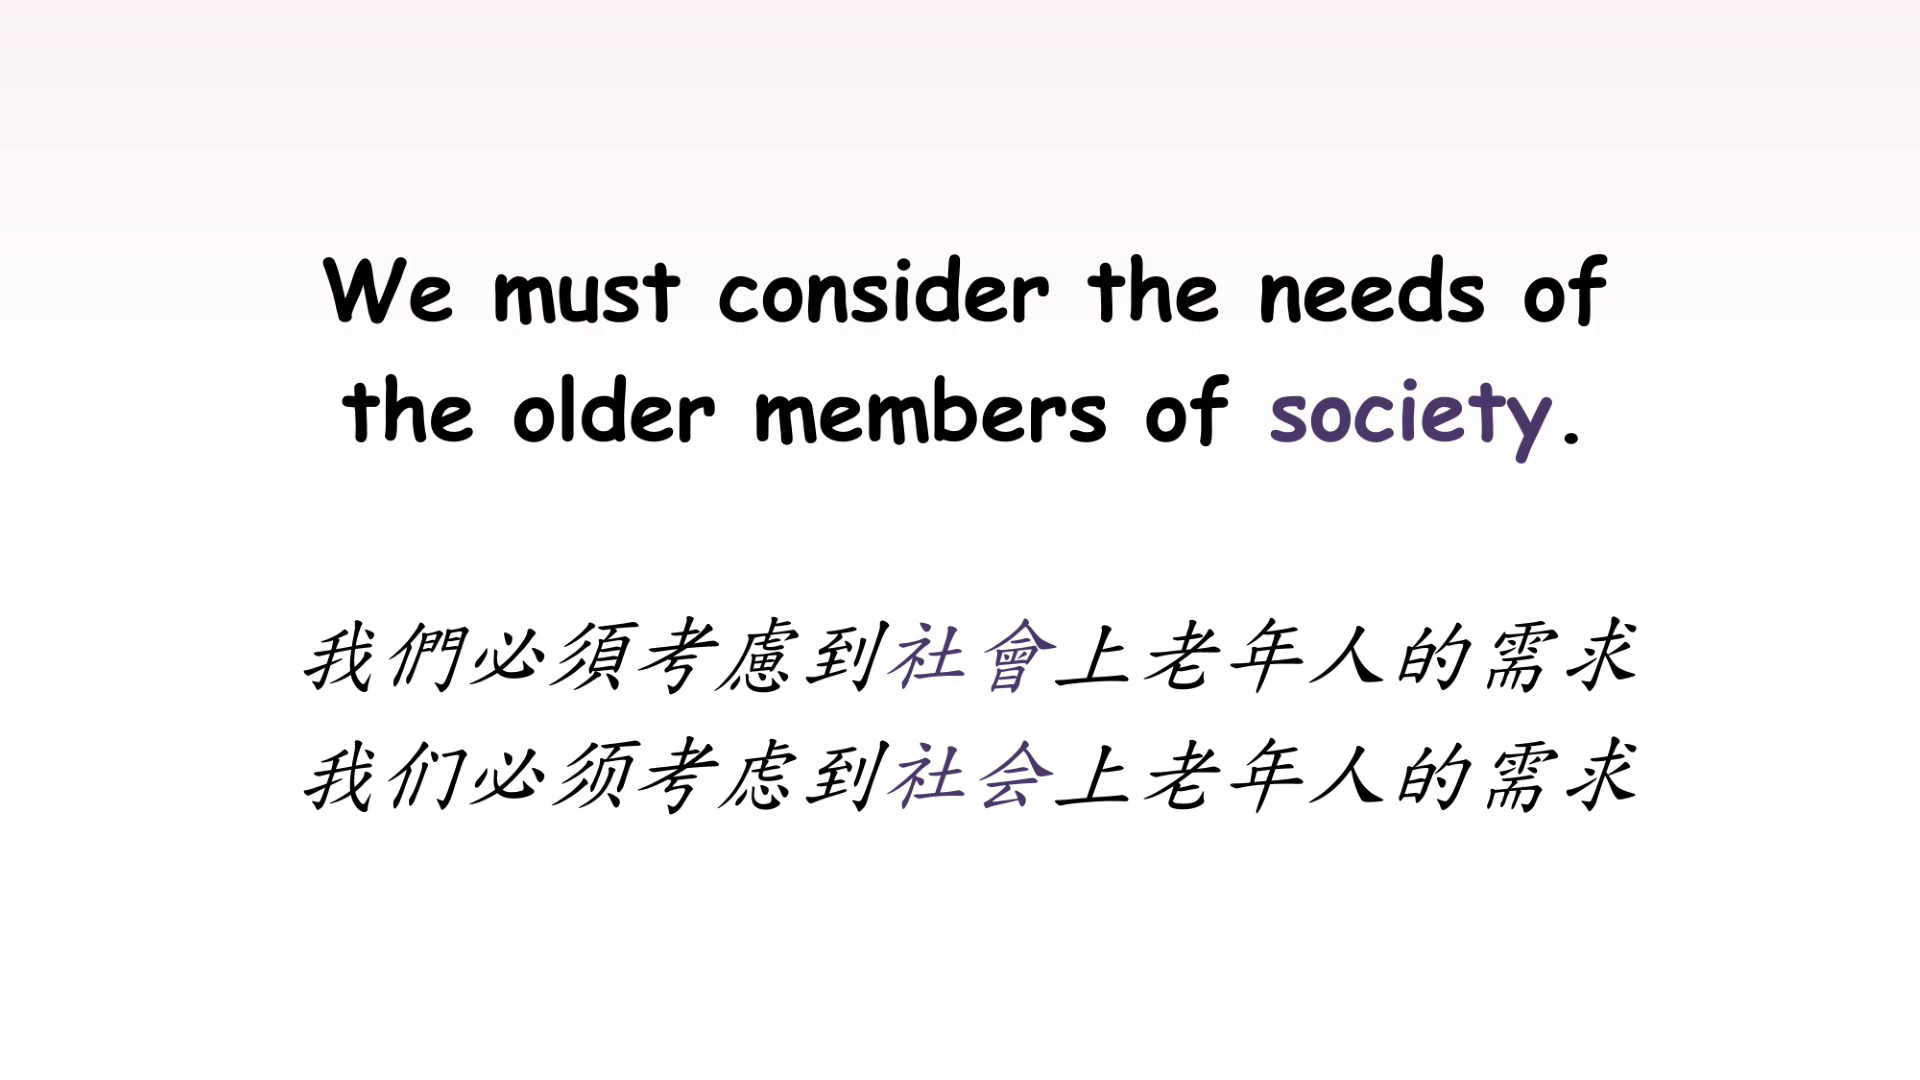 We must consider the needs of
the older members of society.
我們必須考慮到社會上老年人的需求
我们必须考虑到社会上老年人的需求